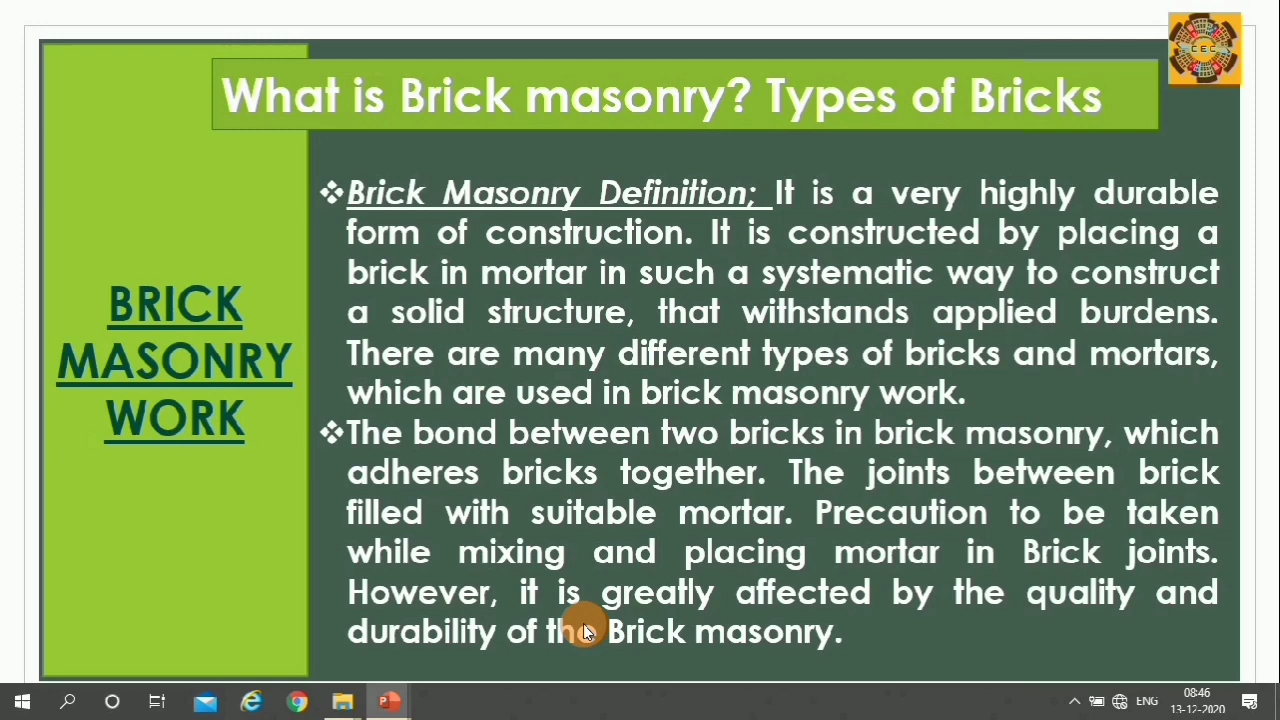 What is Brick masonry? Types of Bricks
CEC
BRICK
MASONRY
WORK
❖Brick Masonry Definition; It is a very highly durable
form of construction. It is constructed by placing a
brick in mortar in such a systematic way to construct
a solid structure, that withstands applied burdens.
There are many different types of bricks and mortars,
which are used in brick masonry work.
❖The bond between two bricks in brick masonry, which
adheres bricks together. The joints between brick
filled with suitable mortar. Precaution to be taken
while mixing and placing mortar in Brick joints.
However, it is greatly affected by the quality and
durability of the Brick masonry.
ENG
08:46
13-12-2020